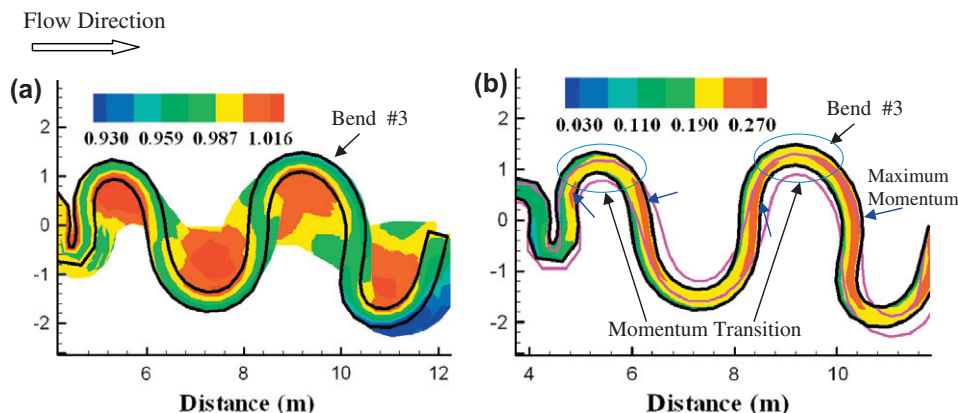 Flow Direction
(a)
0.930 0.959 0.987 1.016
Bend #3
2
1
0
-1
-2
6 8 10 12
Distance (m)
(b)
0.030 0.110 0.190 0.270
Bend #3
Maximum
Momentum
2
1
0
-1
-2
Momentum Transition
4 6 8 10
Distance (m)